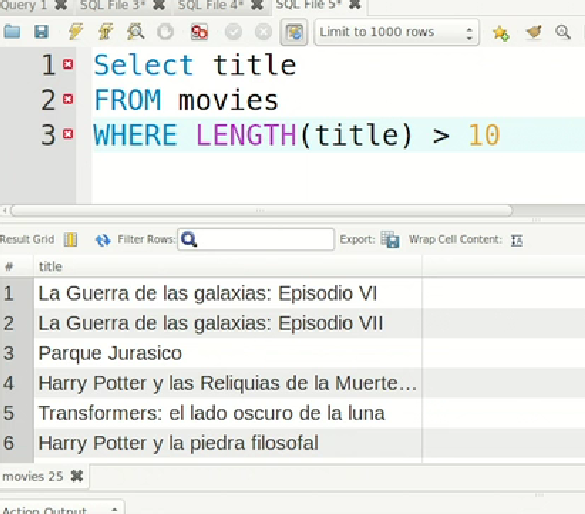 Query 1 SQL File 3* SQL File 4* SQL File 5*
Limit to 1000 rows
1 Select title
2 FROM movies
3 WHERE LENGTH(title) > 10
Result Grid Filter Rows: Export: Wrap Cell Content:
# title
1 La Guerra de las galaxias: Episodio VI
2 La Guerra de las galaxias: Episodio VII
3 Parque Jurasico
4 Harry Potter y las Reliquias de la Muerte...
5 Transformers: el lado oscuro de la luna
6 Harry Potter y la piedra filosofal
movies 25
Action Output